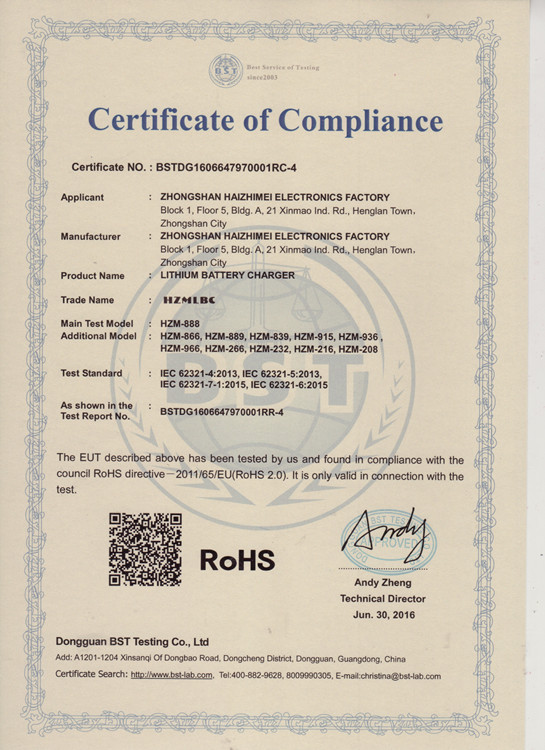 BST
Best Service of Testing
since2003
Certificate of Compliance
Certificate NO. : BSTDG1606647970001RC-4
Applicant : ZHONGSHAN HAIZHIMEI ELECTRONICS FACTORY
Block 1, Floor 5, Bldg. A, 21 Xinmao Ind. Rd., Henglan Town,
Zhongshan City
Manufacturer : ZHONGSHAN HAIZHIMEI ELECTRONICS FACTORY
Block 1, Floor 5, Bldg. A, 21 Xinmao Ind. Rd., Henglan Town,
Zhongshan City
Product Name : LITHIUM BATTERY CHARGER
Trade Name : HZMLBC
Main Test Model : HZM-888
Additional Model : HZM-866, HZM-889, HZM-839, HZM-915, HZM-936 ,
HZM-966, HZM-266, HZM-232, HZM-216, HZM-208
Test Standard : IEC 62321-4:2013, IEC 62321-5:2013,
IEC 62321-7-1:2015, IEC 62321-6:2015
BST
As shown in the
Test Report No. : BSTDG1606647970001RR-4
The EUT described above has been tested by us and found in compliance with the
council RoHS directive－2011/65/EU(RoHS 2.0). It is only valid in connection with the
test.
RoHS
Andy
Andy Zheng
Technical Director
Jun. 30, 2016
Dongguan BST Testing Co., Ltd
Add: A1201-1204 Xinsanqi Of Dongbao Road, Dongcheng District, Dongguan, Guangdong, China
Certificate Search: http://www.bst-lab.com, Tel:400-882-9628, 8009990305, E-mail:christina@bst-lab.com